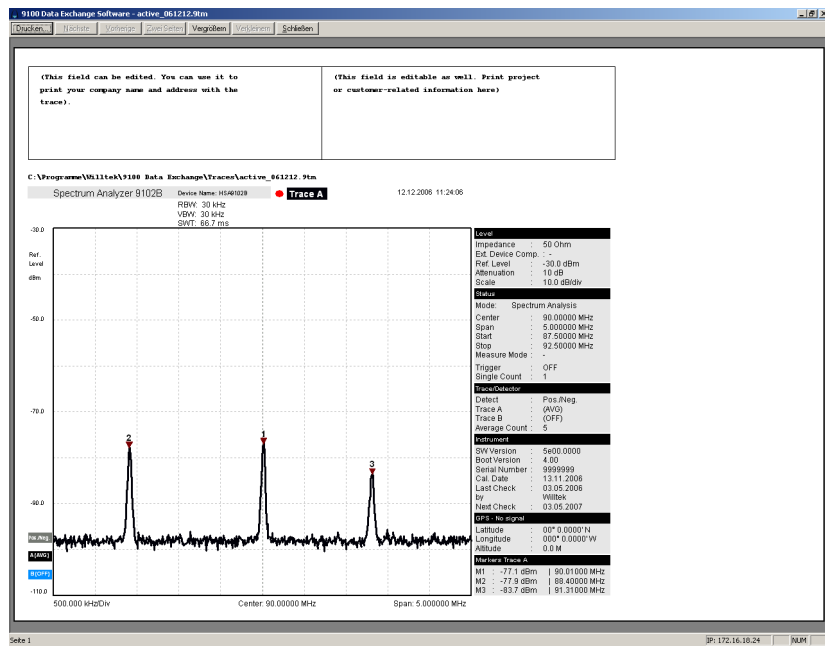 9100 Data Exchange Software - active_061212.9tm
Drucken... Nächste Vorherige Zwei Seiten Vergrößern Verkleinern Schließen
(This field can be edited. You can use it to
print your company name and address with the
trace).
(This field is editable as well. Print project
or customer-related information here)
C:\Programme\Willtek\9100 Data Exchange\Traces\active_061212.9tm
Spectrum Analyzer 9102B Device Name: HSA9102B Trace A 12.12.2006 11:24:06
RBW: 30 kHz
VBW: 30 kHz
SWT: 66.7 ms
-30.0
Ref.
Level
dBm
-50.0
-70.0
-90.0
Pos./Neg.
A(AVG)
B(OFF)
-110.0
2
1
3
500.000 kHz/Div Center: 90.00000 MHz Span: 5.000000 MHz
Level
Impedance : 50 Ohm
Ext. Device Comp. : -
Ref. Level : -30.0 dBm
Attenuation : 10 dB
Scale : 10.0 dB/div
Status
Mode: Spectrum Analysis
Center : 90.00000 MHz
Span : 5.000000 MHz
Start : 87.50000 MHz
Stop : 92.50000 MHz
Measure Mode : -
Trigger : OFF
Single Count : 1
Trace/Detector
Detect : Pos./Neg.
Trace A : (AVG)
Trace B : (OFF)
Average Count : 5
Instrument
SW Version : 5e00.0000
Boot Version : 4.00
Serial Number : 9999999
Cal. Date : 13.11.2006
Last Check : 03.05.2006
by Willtek
Next Check : 03.05.2007
GPS - No signal
Latitude : 00° 0.0000' N
Longitude : 000° 0.0000' W
Altitude : 0.0 M
Markers Trace A
M1 : -77.1 dBm | 90.01000 MHz
M2 : -77.9 dBm | 88.40000 MHz
M3 : -83.7 dBm | 91.31000 MHz
Seite 1 IP: 172.16.18.24 NUM